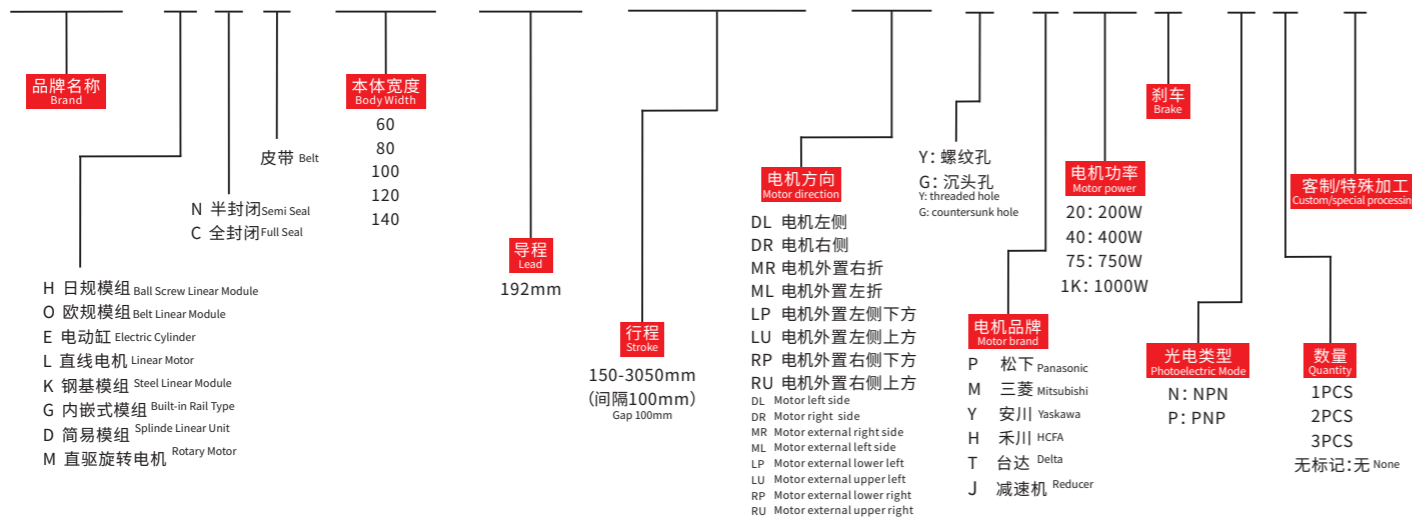 品牌名称
Brand
H 日规模组 Ball Screw Linear Module
O 欧规模组 Belt Linear Module
E 电动缸 Electric Cylinder
L 直线电机 Linear Motor
K 钢基模组 Steel Linear Module
G 内嵌式模组 Built-in Rail Type
D 简易模组 Splinde Linear Unit
M 直驱旋转电机 Rotary Motor
N 半封闭 Semi Seal
C 全封闭 Full Seal
皮带 Belt
本体宽度
Body Width
60
80
100
120
140
导程
Lead
192mm
行程
Stroke
150-3050mm
（间隔100mm）
Gap 100mm
电机方向
Motor direction
DL 电机左侧
DR 电机右侧
MR 电机外置右折
ML 电机外置左折
LP 电机外置左侧下方
LU 电机外置左侧上方
RP 电机外置右侧下方
RU 电机外置右侧上方
DL Motor left side
DR Motor right side
MR Motor external right side
ML Motor external left side
LP Motor external lower left
LU Motor external upper left
RP Motor external lower right
RU Motor external upper right
Y：螺纹孔
G：沉头孔
Y: threaded hole
G: countersunk hole
电机品牌
Motor brand
P 松下 Panasonic
M 三菱 Mitsubishi
Y 安川 Yaskawa
H 禾川 HCFA
T 台达 Delta
J 减速机 Reducer
电机功率
Motor power
20：200W
40：400W
75：750W
1K：1000W
刹车
Brake
光电类型
Photoelectric Mode
N：NPN
P：PNP
数量
Quantity
1PCS
2PCS
3PCS
无标记：无 None
客制/特殊加工
Custom/special processin